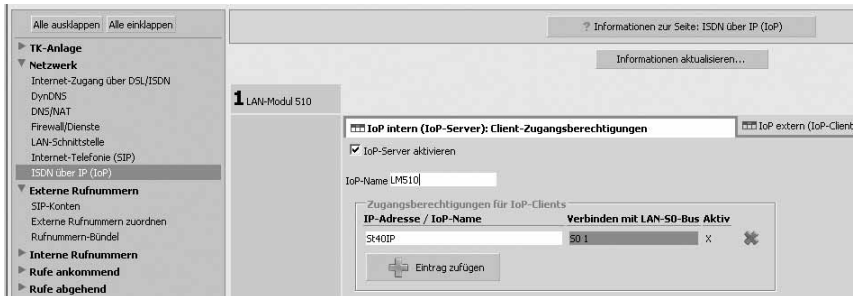 Alle ausklappen Alle einklappen
TK-Anlage
Netzwerk
Internet-Zugang über DSL/ISDN
DynDNS
DNS/NAT
Firewall/Dienste
LAN-Schnittstelle
Internet-Telefonie (SIP)
ISDN über IP (IoP)
Externe Rufnummern
SIP-Konten
Externe Rufnummern zuordnen
Rufnummern-Bündel
Interne Rufnummern
Rufe ankommend
Rufe abgehend
? Informationen zur Seite: ISDN über IP (IoP)
Informationen aktualisieren...
1 LAN-Modul 510
IoP intern (IoP-Server): Client-Zugangsberechtigungen
IoP extern (IoP-Client
IoP-Server aktivieren
IoP-Name LM510
Zugangsberechtigungen für IoP-Clients
IP-Adresse / IoP-Name Verbinden mit LAN-S0-Bus Aktiv
St40IP S0 1 X
Eintrag zufügen